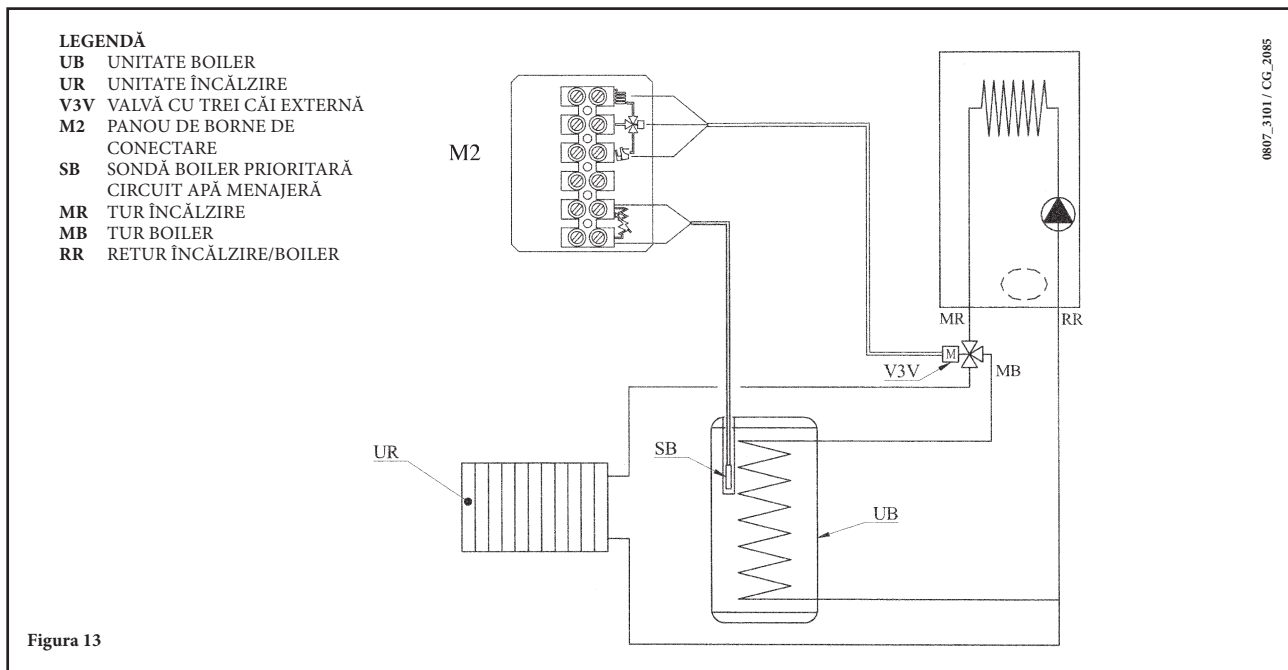 LEGENDĂ
UB UNITATE BOILER
UR UNITATE ÎNCĂLZIRE
V3V VALVĂ CU TREI CĂI EXTERNĂ
M2 PANOU DE BORNE DE
CONECTARE
SB SONDĂ BOILER PRIORITARĂ
CIRCUIT APĂ MENAJERĂ
MR TUR ÎNCĂLZIRE
MB TUR BOILER
RR RETUR ÎNCĂLZIRE/BOILER
0807_3101 / CG_2085
M2
MR
RR
M
V3V
MB
SB
UR
UB
Figura 13